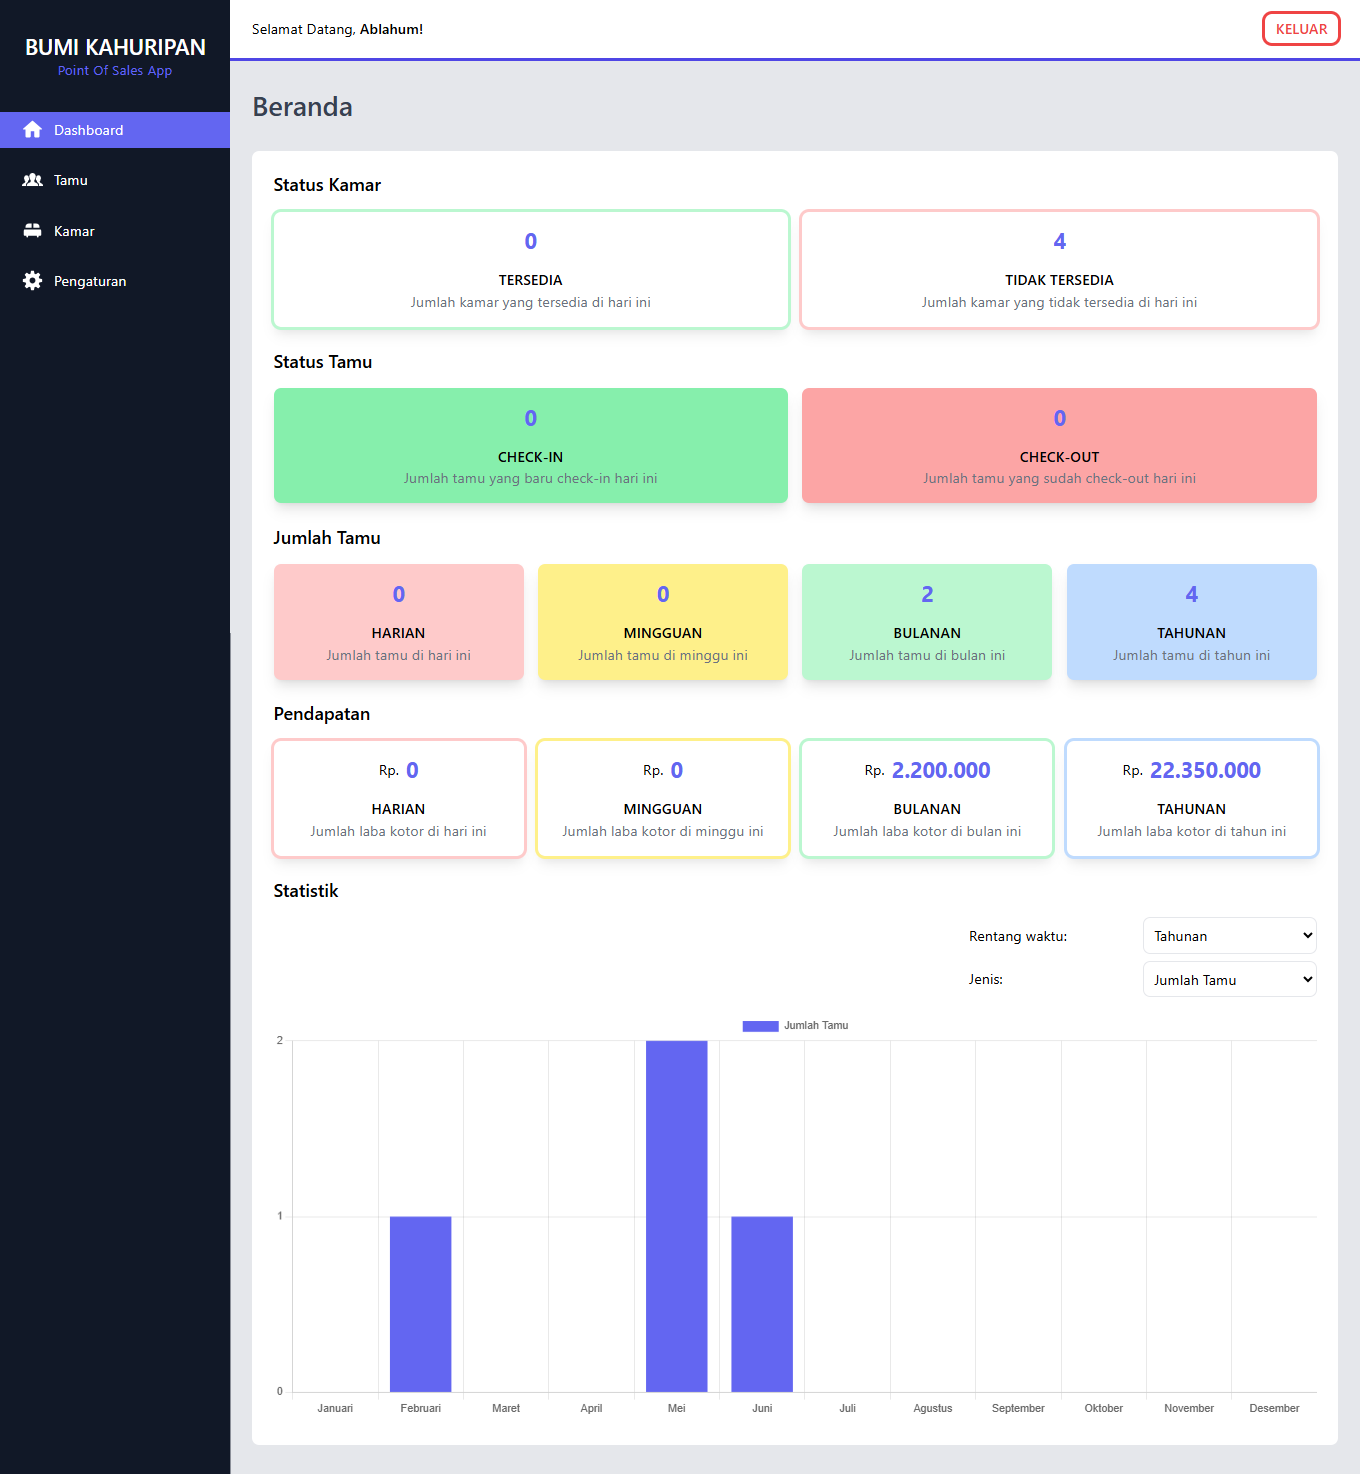 BUMI KAHURIPAN
Point Of Sales App
Dashboard
Tamu
Kamar
Pengaturan
Selamat Datang, Ablahum!
KELUAR
Beranda
Status Kamar
0
TERSEDIA
Jumlah kamar yang tersedia di hari ini
4
TIDAK TERSEDIA
Jumlah kamar yang tidak tersedia di hari ini
Status Tamu
0
CHECK-IN
Jumlah tamu yang baru check-in hari ini
0
CHECK-OUT
Jumlah tamu yang sudah check-out hari ini
Jumlah Tamu
0
HARIAN
Jumlah tamu di hari ini
0
MINGGUAN
Jumlah tamu di minggu ini
2
BULANAN
Jumlah tamu di bulan ini
4
TAHUNAN
Jumlah tamu di tahun ini
Pendapatan
Rp. 0
HARIAN
Jumlah laba kotor di hari ini
Rp. 0
MINGGUAN
Jumlah laba kotor di minggu ini
Rp. 2.200.000
BULANAN
Jumlah laba kotor di bulan ini
Rp. 22.350.000
TAHUNAN
Jumlah laba kotor di tahun ini
Statistik
Rentang waktu: Tahunan
Jenis: Jumlah Tamu
Jumlah Tamu
2
1
0
Januari Februari Maret April Mei Juni Juli Agustus September Oktober November Desember